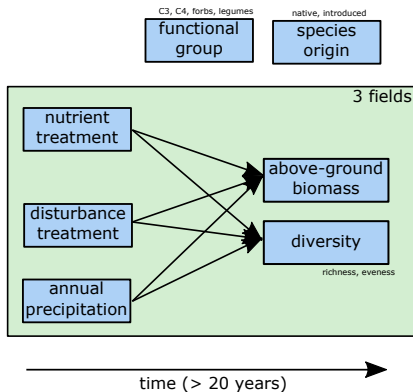 C3, C4, forbs, legumes
functional
group
native, introduced
species
origin
3 fields
nutrient
treatment
above-ground
biomass
disturbance
treatment
diversity
richness, eveness
annual
precipitation
time (> 20 years)